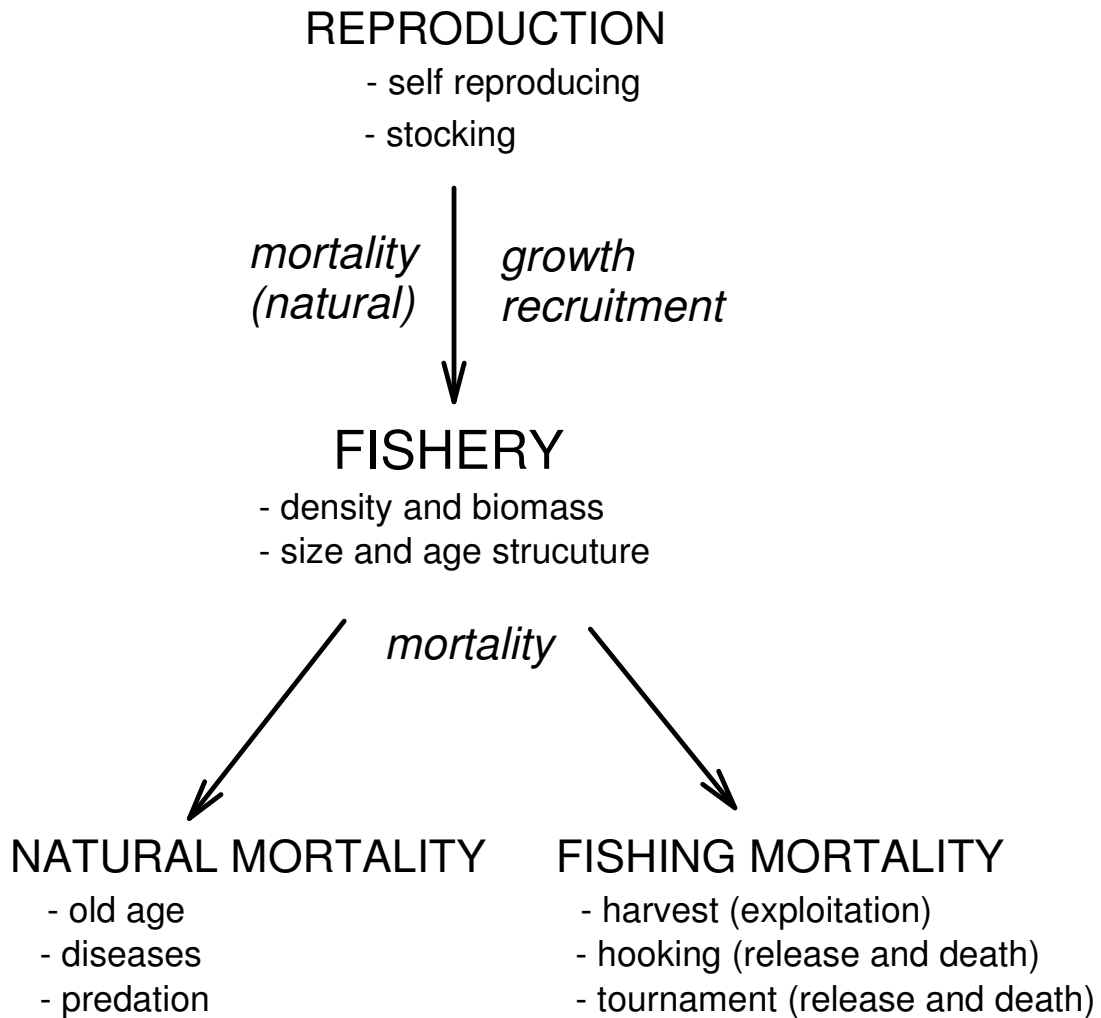 REPRODUCTION
- self reproducing
- stocking
mortality
(natural)
growth
recruitment
FISHERY
- density and biomass
- size and age strucuture
mortality
NATURAL MORTALITY
- old age
- diseases
- predation
FISHING MORTALITY
- harvest (exploitation)
- hooking (release and death)
- tournament (release and death)